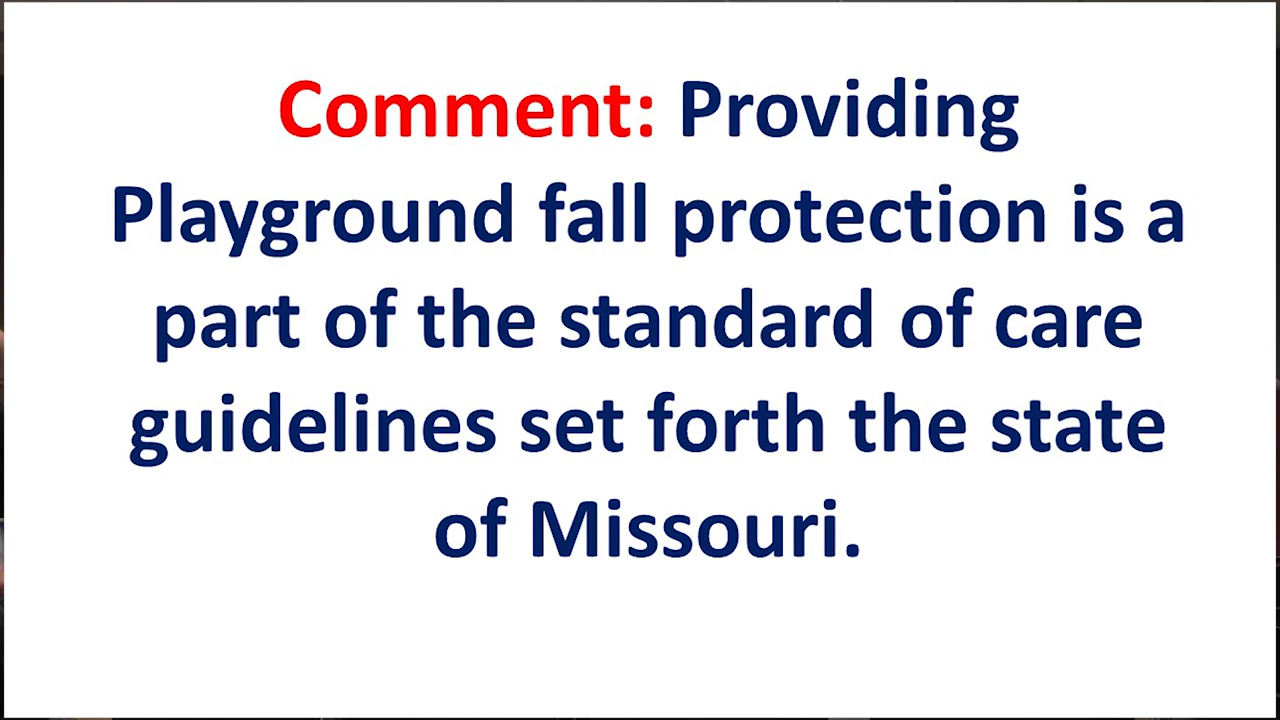 Comment: Providing
Playground fall protection is a
part of the standard of care
guidelines set forth the state
of Missouri.